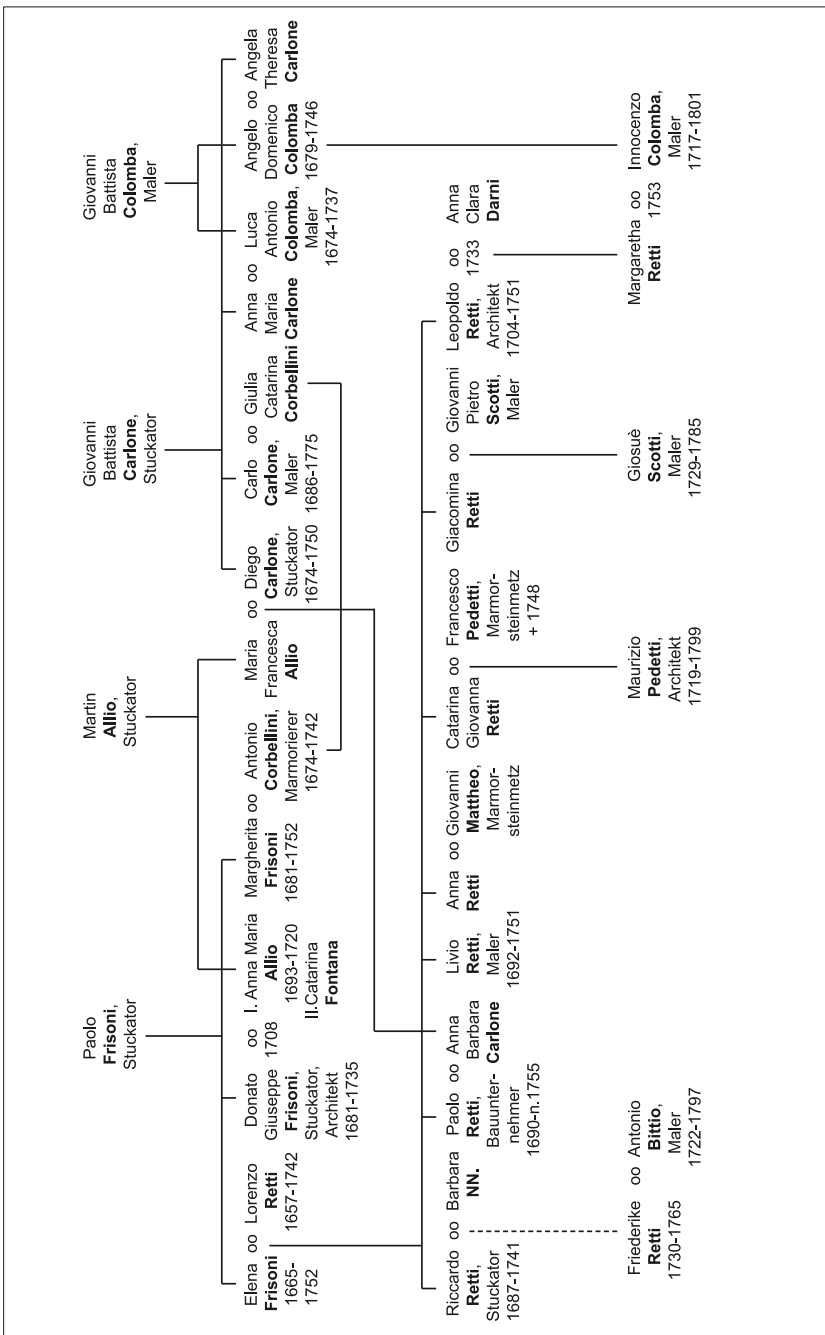 Paolo
Frisoni,
Stuckator
Martin
Allio,
Stuckator
Giovanni
Battista
Carlone,
Stuckator
Giovanni
Battista
Colomba,
Maler
Elena oo Lorenzo
Frisoni Retti
1665- 1657-1742
1752
Donato oo I. Anna Maria
Giuseppe 1708 Allio
Frisoni, 1693-1720
Stuckator, II.Catarina
Architekt Fontana
1681-1735
Margherita oo Antonio
Frisoni Corbellini,
1681-1752 Marmorierer
1674-1742
Maria oo Diego
Francesca Carlone,
Allio Stuckator
1674-1750
Carlo oo Giulia
Carlone, Catarina
Maler Corbellini
1686-1775
Anna oo Luca
Maria Antonio
Carlone Colomba,
Maler
1674-1737
Angelo oo Angela
Domenico Theresa
Colomba Carlone
1679-1746
Riccardo oo Barbara
Retti, NN.
Stuckator
1687-1741
Paolo oo Anna
Retti, Barbara
Bauunter- Carlone
nehmer
1690-n.1755
Livio
Retti,
Maler
1692-1751
Anna oo Giovanni
Retti Mattheo,
Marmor-
steinmetz
Catarina oo Francesco
Giovanna Pedetti,
Retti Marmor-
steinmetz
+ 1748
Giacomina oo Giovanni
Retti Pietro
Scotti,
Maler
Leopoldo oo Anna
Retti, 1733 Clara
Architekt Darni
1704-1751
Friederike oo Antonio
Retti Bittio,
1730-1765 Maler
1722-1797
Maurizio
Pedetti,
Architekt
1719-1799
Giosuè
Scotti,
Maler
1729-1785
Margaretha oo Innocenzo
Retti 1753 Colomba,
Maler
1717-1801